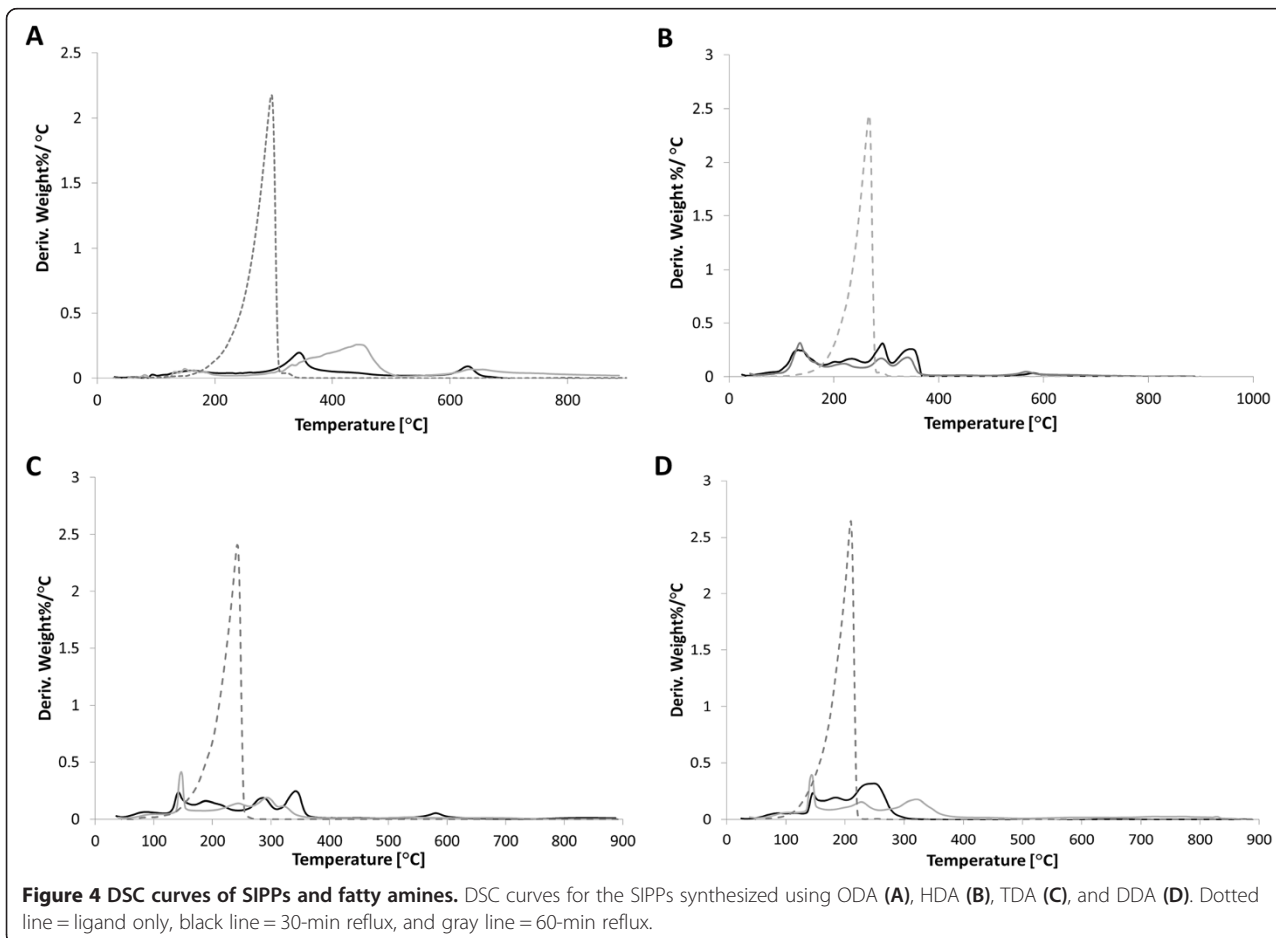 A
2.5
2
1.5
1
0.5
0
Deriv. Weight%/ °C
0 200 400 600 800
Temperature [°C]
B
3
2.5
2
1.5
1
0.5
0
Deriv. Weight %/ °C
0 200 400 600 800 1000
Temperature [°C]
C
3
2.5
2
1.5
1
0.5
0
Deriv. Weight%/°C
0 100 200 300 400 500 600 700 800 900
Temperature [°C]
D
3
2.5
2
1.5
1
0.5
0
Deriv. Weight%/°C
0 100 200 300 400 500 600 700 800 900
Temperature [°C]
Figure 4 DSC curves of SIPPs and fatty amines. DSC curves for the SIPPs synthesized using ODA (A), HDA (B), TDA (C), and DDA (D). Dotted
line = ligand only, black line = 30-min reflux, and gray line = 60-min reflux.